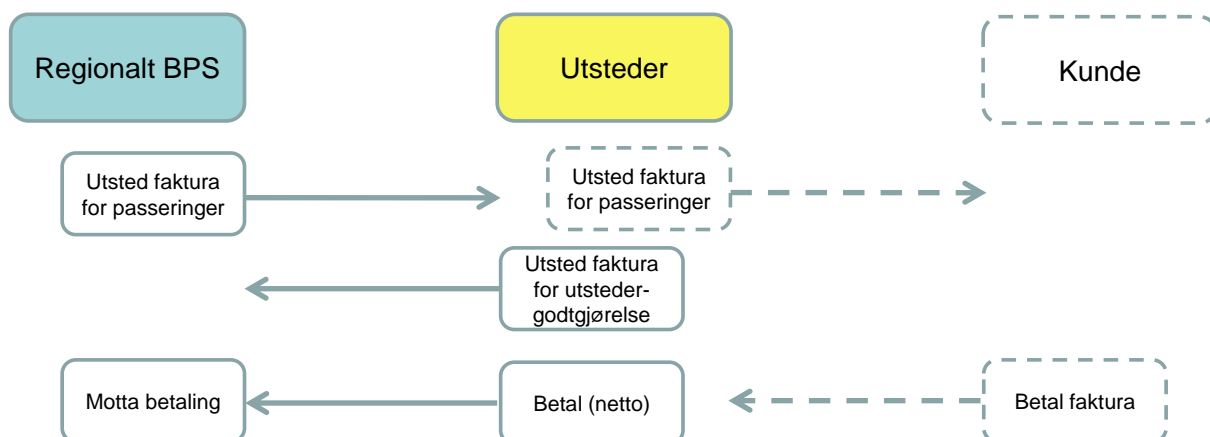 Regionalt BPS
Utsteder
Kunde
Utsted faktura
for passeringer
Utsted faktura
for passeringer
Utsted faktura
for utsteder-
godtgjørelse
Motta betaling
Betal (netto)
Betal faktura